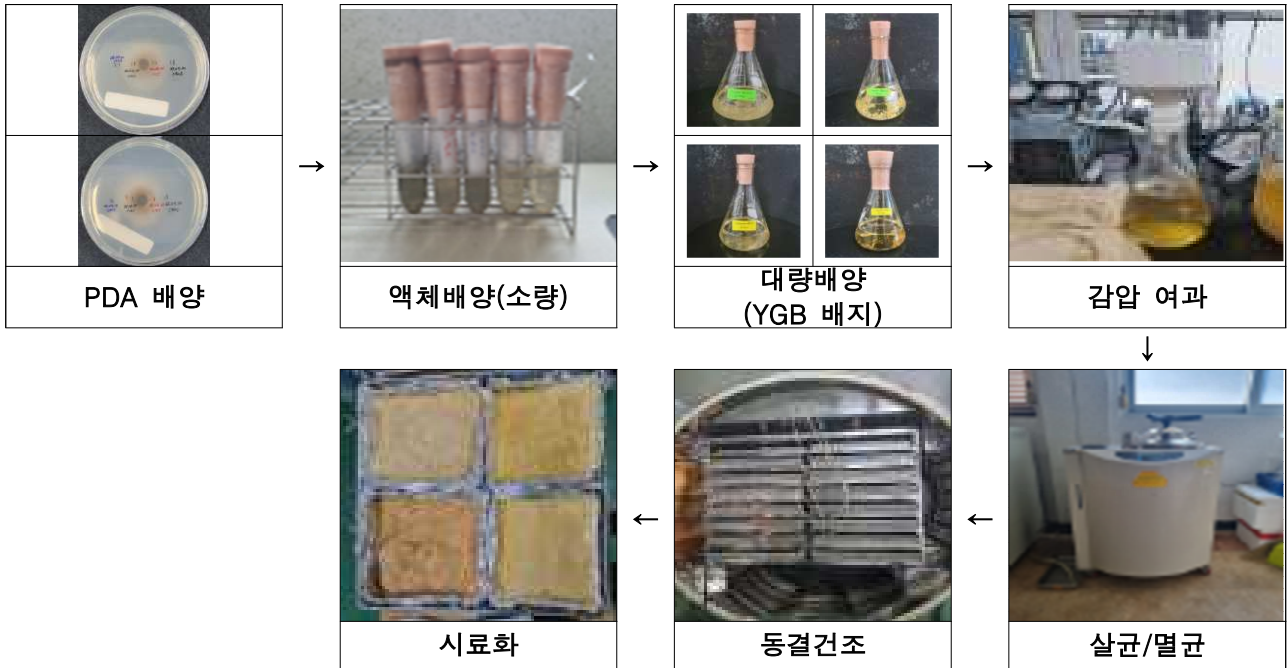 PDA 배양
→
액체배양(소량)
→
대량배양
(YGB 배지)
→
감압 여과
↓
살균/멸균
←
동결건조
←
시료화